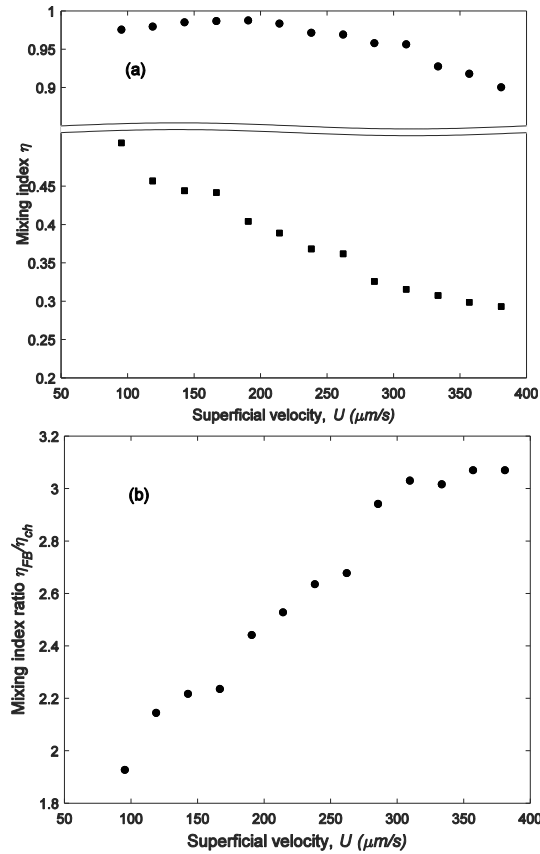 1
0.95
0.9
(a)
Mixing index η
0.45
0.4
0.35
0.3
0.25
0.2
50 100 150 200 250 300 350 400
Superficial velocity, U (μm/s)
3.2
3
2.8
2.6
2.4
2.2
2
1.8
(b)
Mixing index ratio ηFB/ηch
50 100 150 200 250 300 350 400
Superficial velocity, U (μm/s)